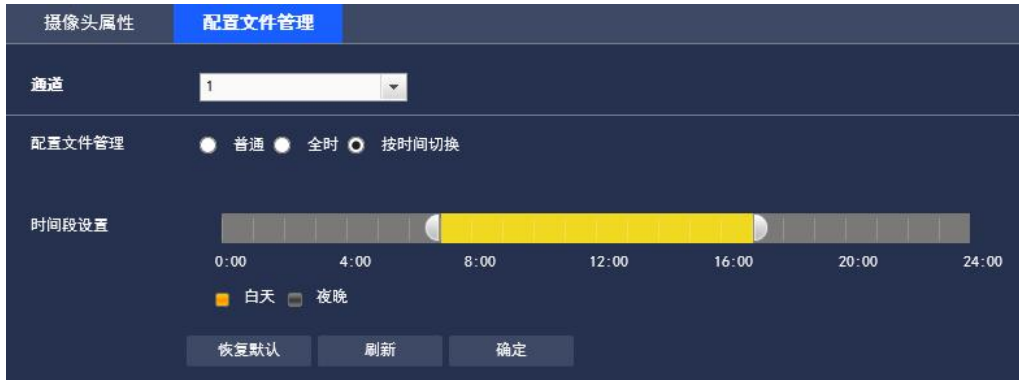 摄像头属性 配置文件管理
通道 1
配置文件管理 普通 全时 按时间切换
时间段设置
0:00 4:00 8:00 12:00 16:00 20:00 24:00
白天 夜晚
恢复默认 刷新 确定